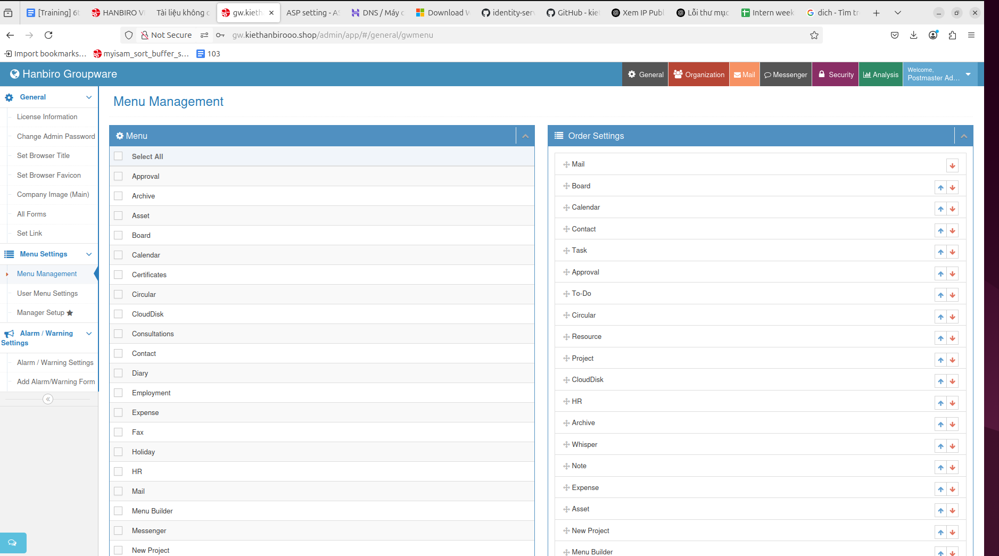 [Training] 6t
HANBIRO V
Tài liệu không c
gw.kieth
ASP setting - AS
DNS / Máy c
Download W
identity-serv
GitHub - kie
Xem IP Publ
Lỗi thư mục
Intern week
dich - Tìm tr
Not Secure
gw.kiethanbirooo.shop/admin/app/#/general/gwmenu
Import bookmarks...
myisam_sort_buffer_s...
103
Hanbiro Groupware
General
Organization
Mail
Messenger
Security
Analysis
Welcome,
Postmaster Ad...
General
License Information
Change Admin Password
Set Browser Title
Set Browser Favicon
Company Image (Main)
All Forms
Set Link
Menu Settings
Menu Management
User Menu Settings
Manager Setup
Alarm / Warning
Settings
Alarm / Warning Settings
Add Alarm/Warning Form
Menu Management
Menu
Select All
Approval
Archive
Asset
Board
Calendar
Certificates
Circular
CloudDisk
Consultations
Contact
Diary
Employment
Expense
Fax
Holiday
HR
Mail
Menu Builder
Messenger
New Project
Order Settings
Mail
Board
Calendar
Contact
Task
Approval
To-Do
Circular
Resource
Project
CloudDisk
HR
Archive
Whisper
Note
Expense
Asset
New Project
Menu Builder